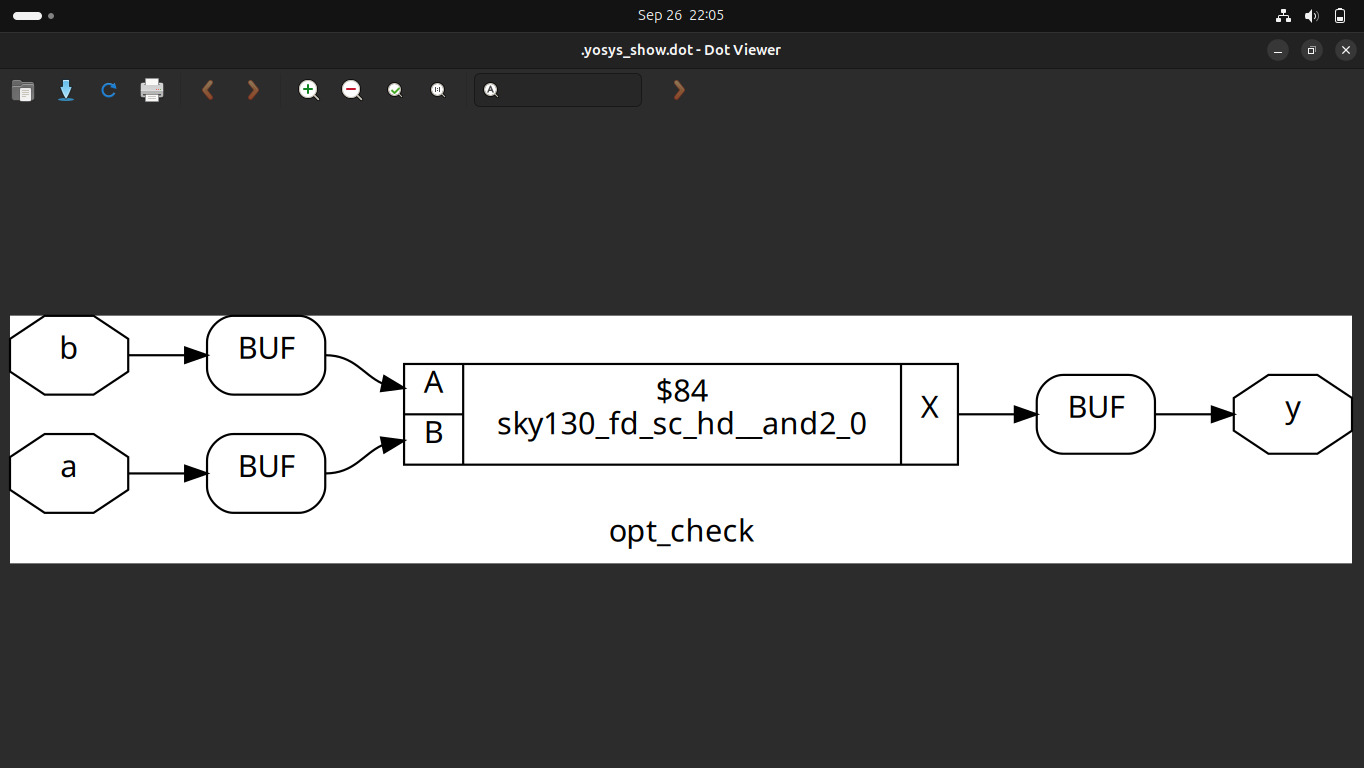 Sep 26 22:05
.yosys_show.dot - Dot Viewer
b
BUF
a
BUF
A
B
$84
sky130_fd_sc_hd__and2_0
X
BUF
y
opt_check